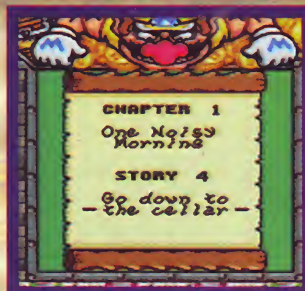 CHAPTER 1
One Noisy
Morning
STORY 4
Go down to
- the cellar -